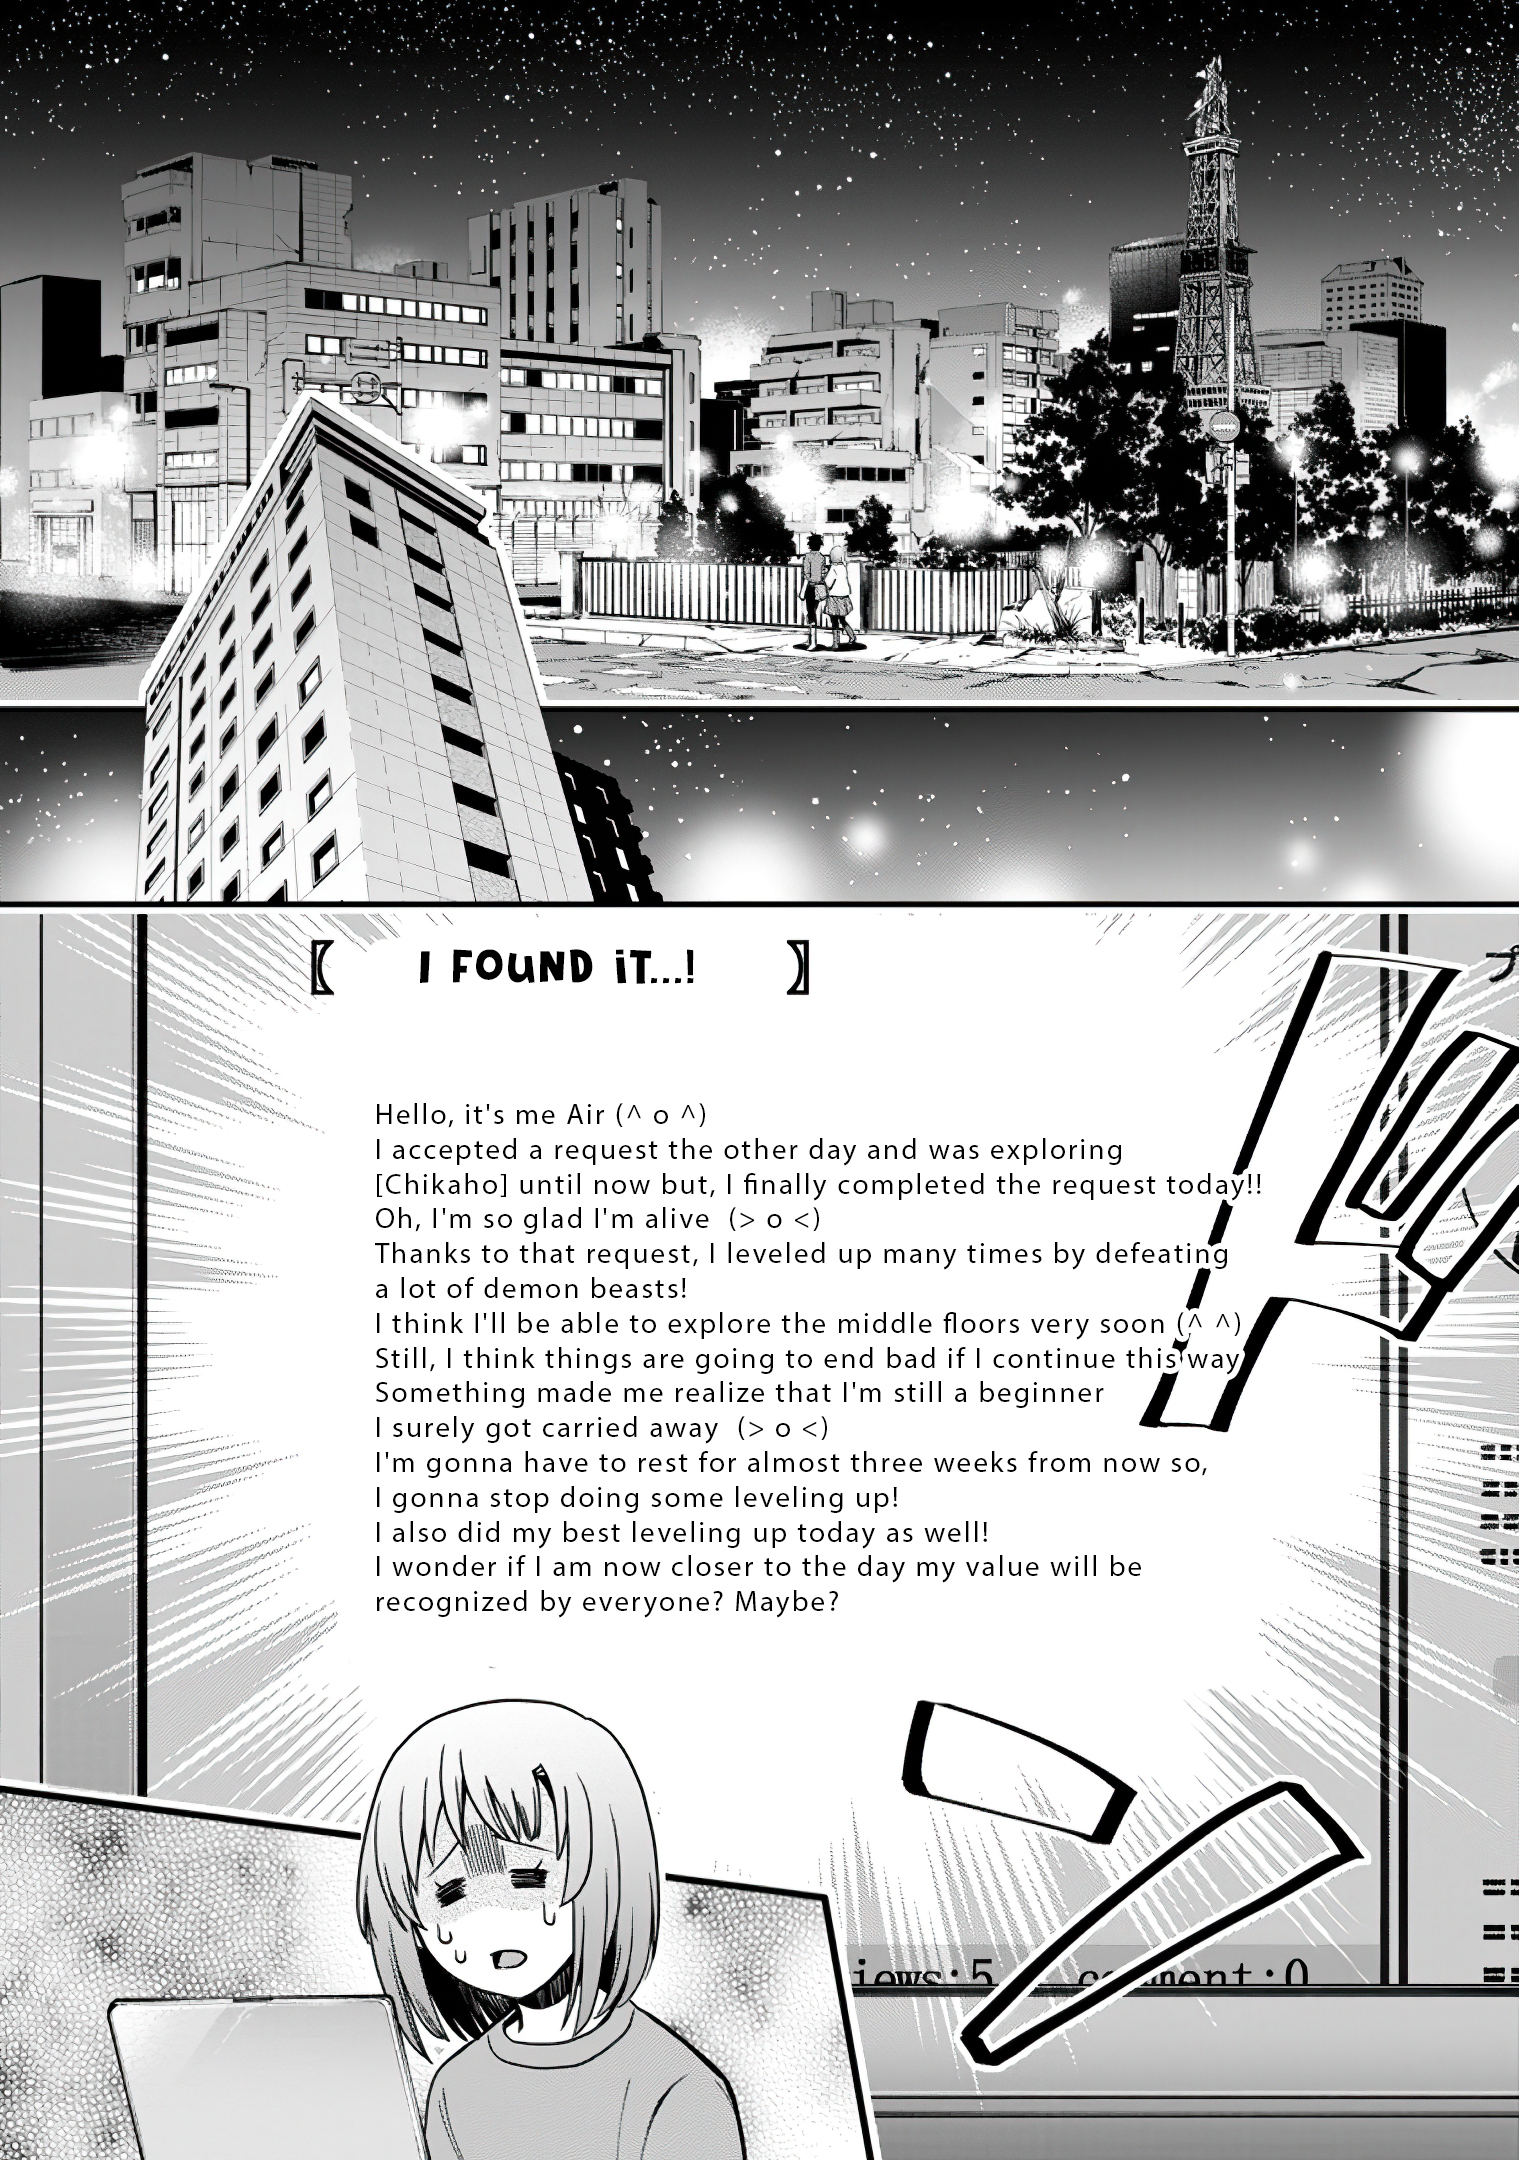 【 I FOUND IT...! 】
Hello, it's me Air (^ o ^)
I accepted a request the other day and was exploring
[Chikaho] until now but, I finally completed the request today!!
Oh, I'm so glad I'm alive (> o <)
Thanks to that request, I leveled up many times by defeating
a lot of demon beasts!
I think I'll be able to explore the middle floors very soon (^ ^)
Still, I think things are going to end bad if I continue this way
Something made me realize that I'm still a beginner
I surely got carried away (> o <)
I'm gonna have to rest for almost three weeks from now so,
I gonna stop doing some leveling up!
I also did my best leveling up today as well!
I wonder if I am now closer to the day my value will be
recognized by everyone? Maybe?
iews:5 comment:0